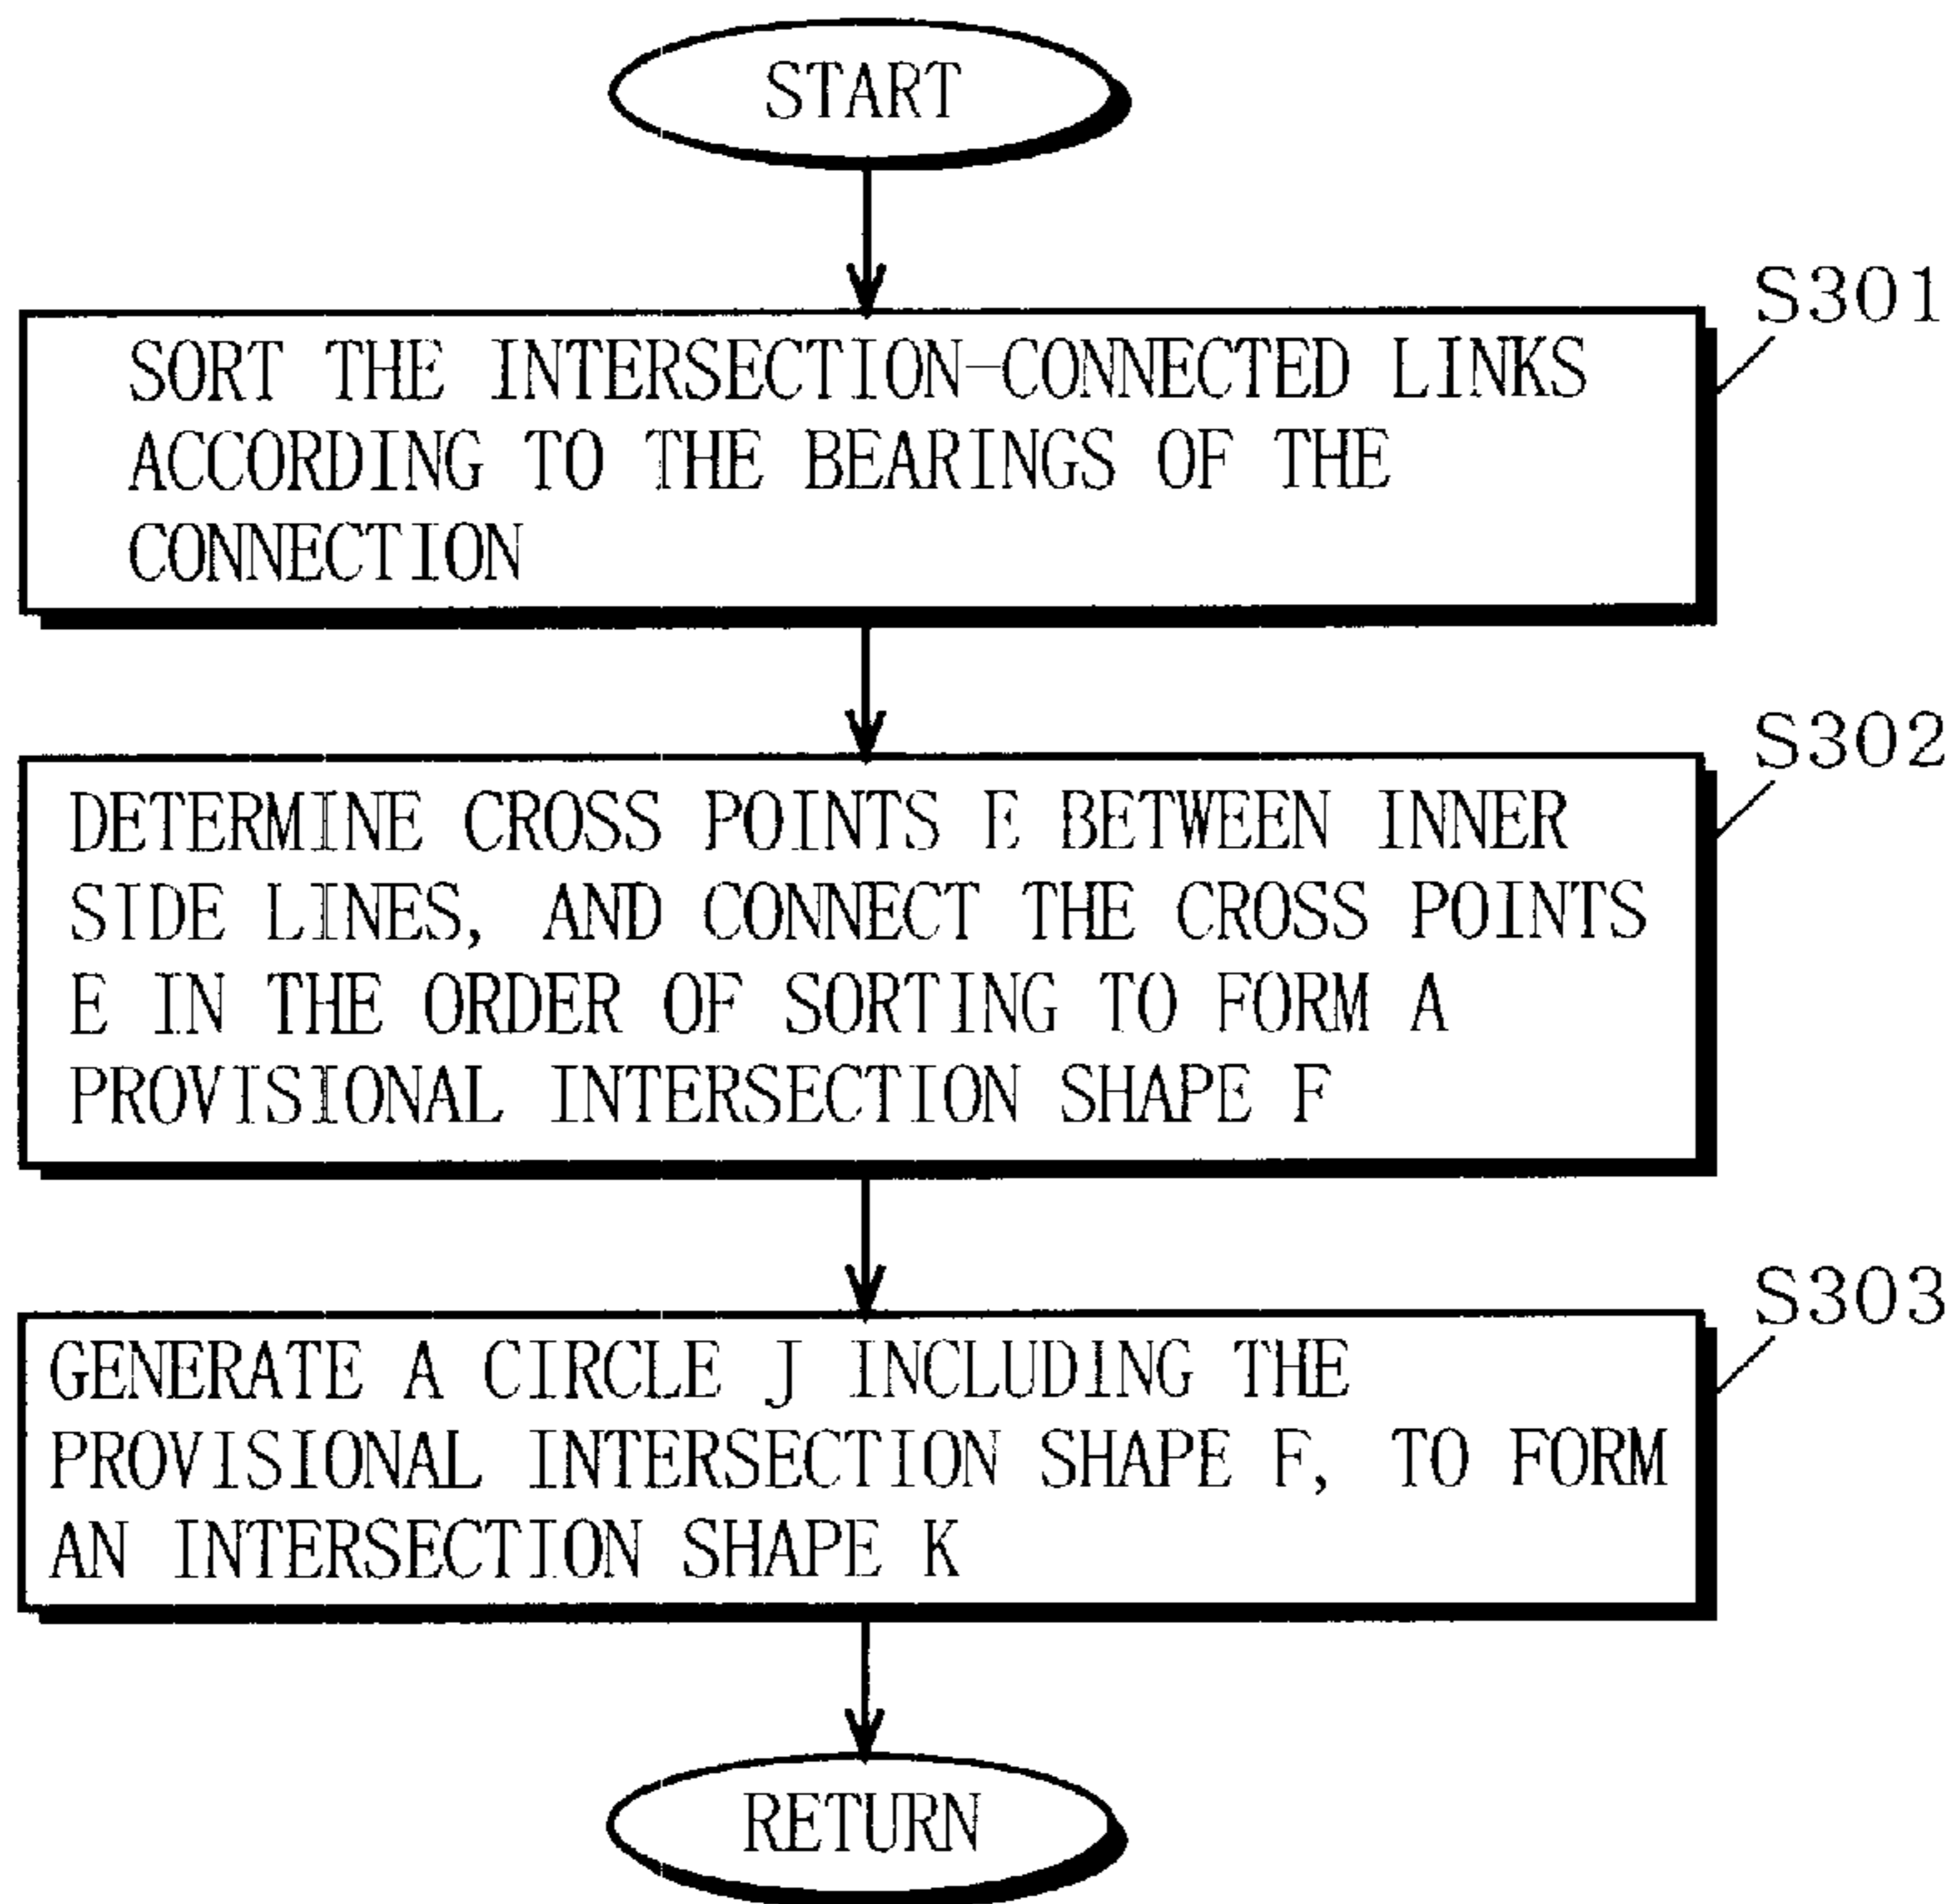 START
S301
SORT THE INTERSECTION-CONNECTED LINKS
ACCORDING TO THE BEARINGS OF THE
CONNECTION
S302
DETERMINE CROSS POINTS E BETWEEN INNER
SIDE LINES, AND CONNECT THE CROSS POINTS
E IN THE ORDER OF SORTING TO FORM A
PROVISIONAL INTERSECTION SHAPE F
S303
GENERATE A CIRCLE J INCLUDING THE
PROVISIONAL INTERSECTION SHAPE F, TO FORM
AN INTERSECTION SHAPE K
RETURN